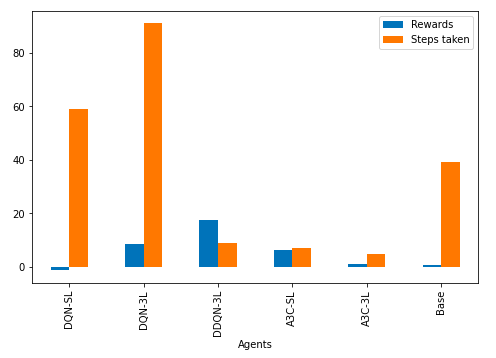 Rewards
Steps taken
80
60
40
20
0
DQN-SL
DQN-3L
DDQN-3L
A3C-SL
A3C-3L
Base
Agents